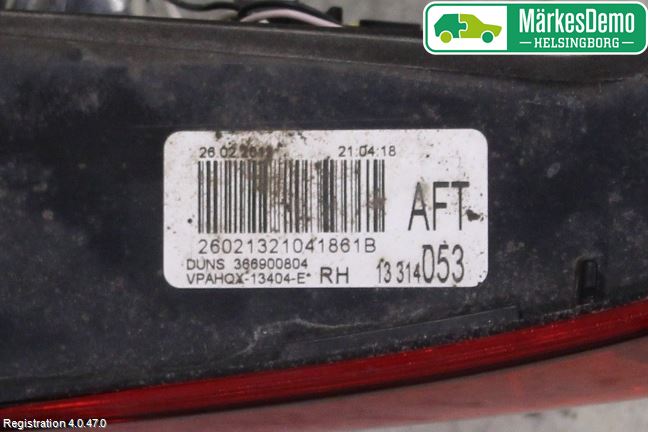 MärkesDemo
HELSINGBORG
21:04:18
26021321041861B
AFT
DUNS 366900804
VPAHQX-13404-E* RH 13 314 053
Registration 4.0.47.0